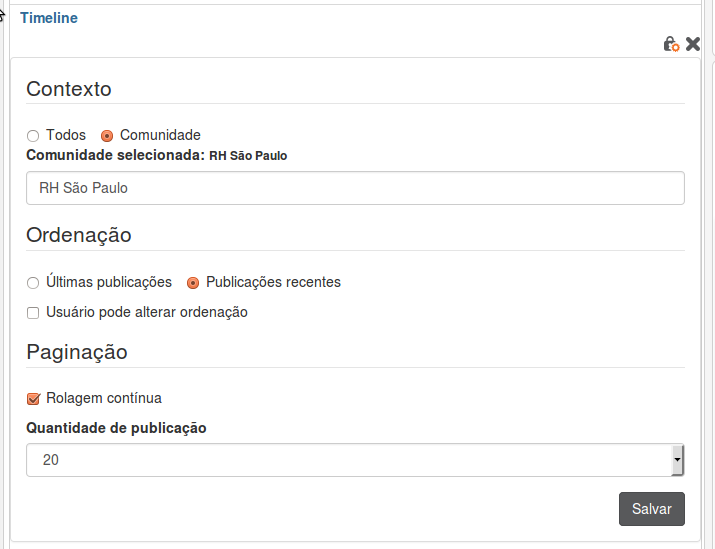 Timeline
Contexto
Todos Comunidade
Comunidade selecionada: RH São Paulo
RH São Paulo
Ordenação
Últimas publicações Publicações recentes
Usuário pode alterar ordenação
Paginação
Rolagem contínua
Quantidade de publicação
20
Salvar